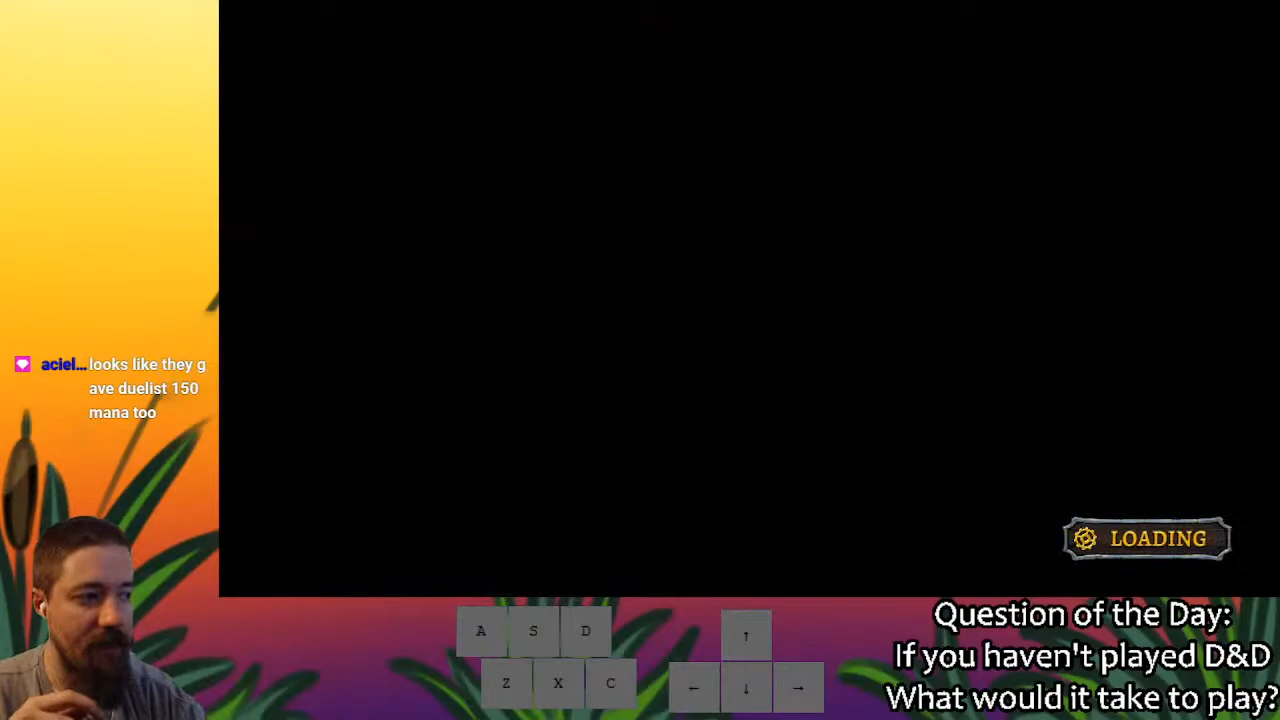 aciel… looks like they g
ave duelist 150
mana too
LOADING
A S D
Z X C
↑
← ↓ →
Question of the Day:
If you haven't played D&D
What would it take to play?